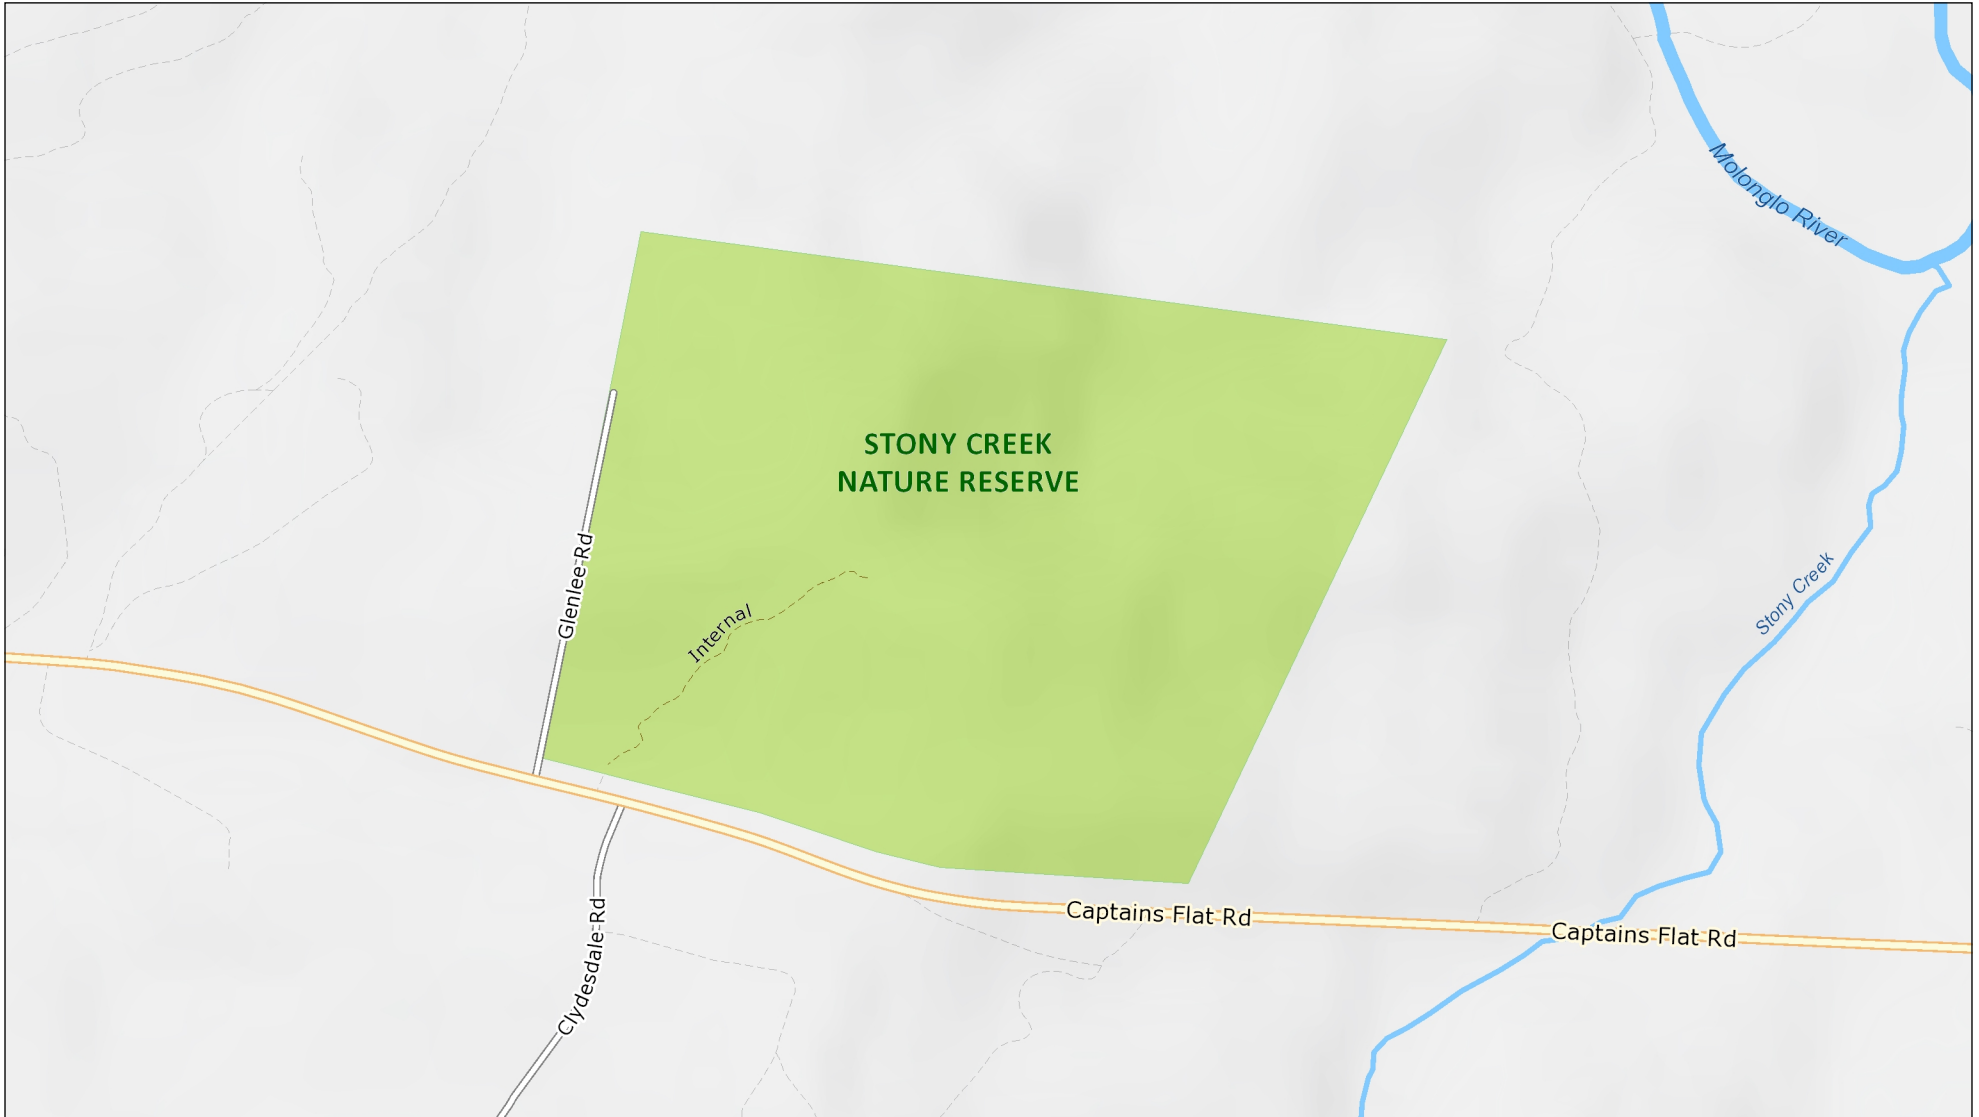 Molonglo River
STONY CREEK
NATURE RESERVE
Glenlee Rd
Internal
Stony Creek
Captains Flat Rd
Captains Flat Rd
Clydesdale Rd